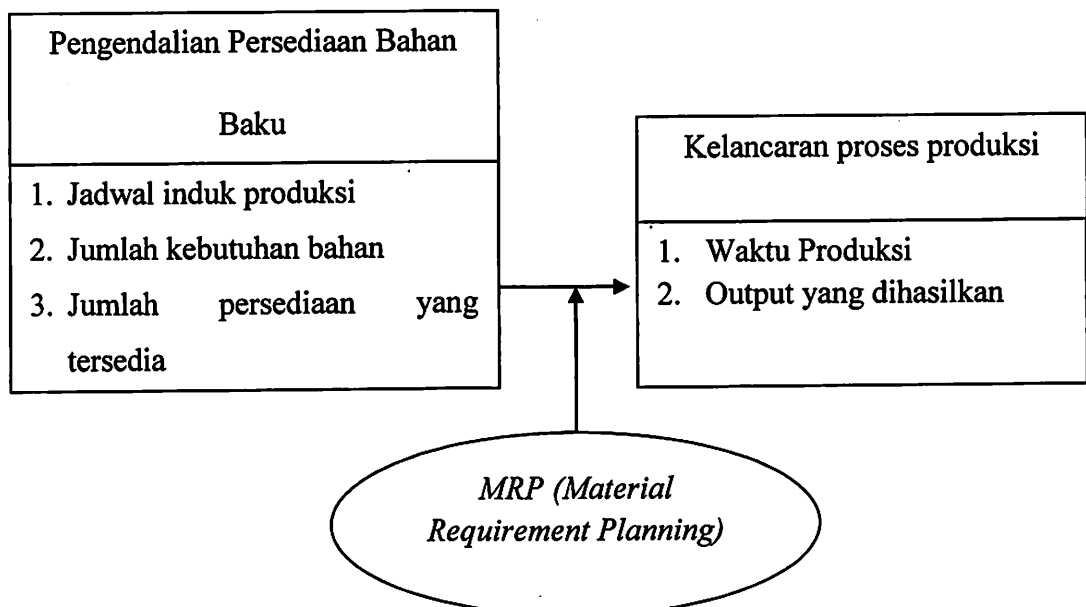 Pengendalian Persediaan Bahan
Baku
1. Jadwal induk produksi
2. Jumlah kebutuhan bahan
3. Jumlah persediaan yang
tersedia
Kelancaran proses produksi
1. Waktu Produksi
2. Output yang dihasilkan
MRP (Material
Requirement Planning)